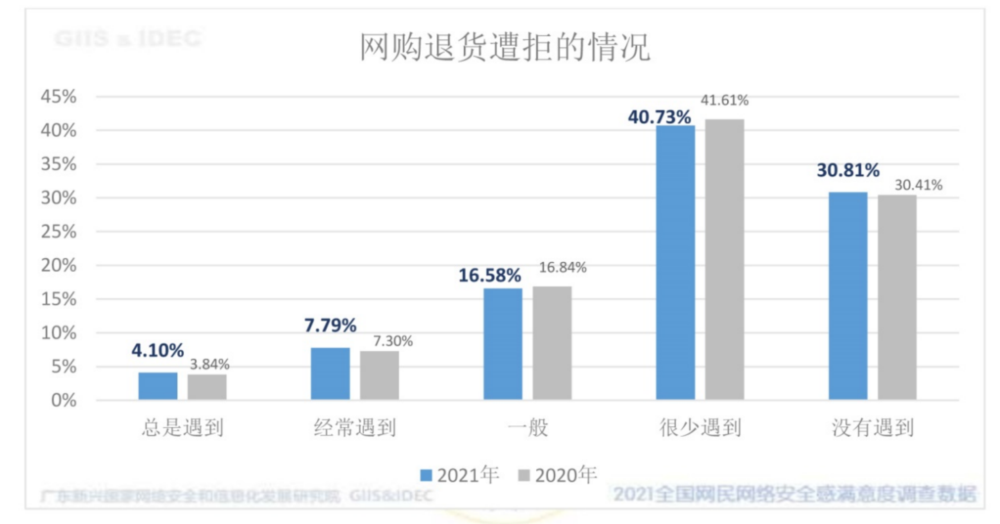 GIIS & IDEC
网购退货遭拒的情况
45%
40%
35%
30%
25%
20%
15%
10%
5%
0%
4.10%
3.84%
7.79%
7.30%
16.58%
16.84%
40.73%
41.61%
30.81%
30.41%
总是遇到
经常遇到
一般
很少遇到
没有遇到
2021年
2020年
广东新兴国家网络安全和信息化发展研究院 GIIS&IDEC
2021全国网民网络安全感满意度调查数据